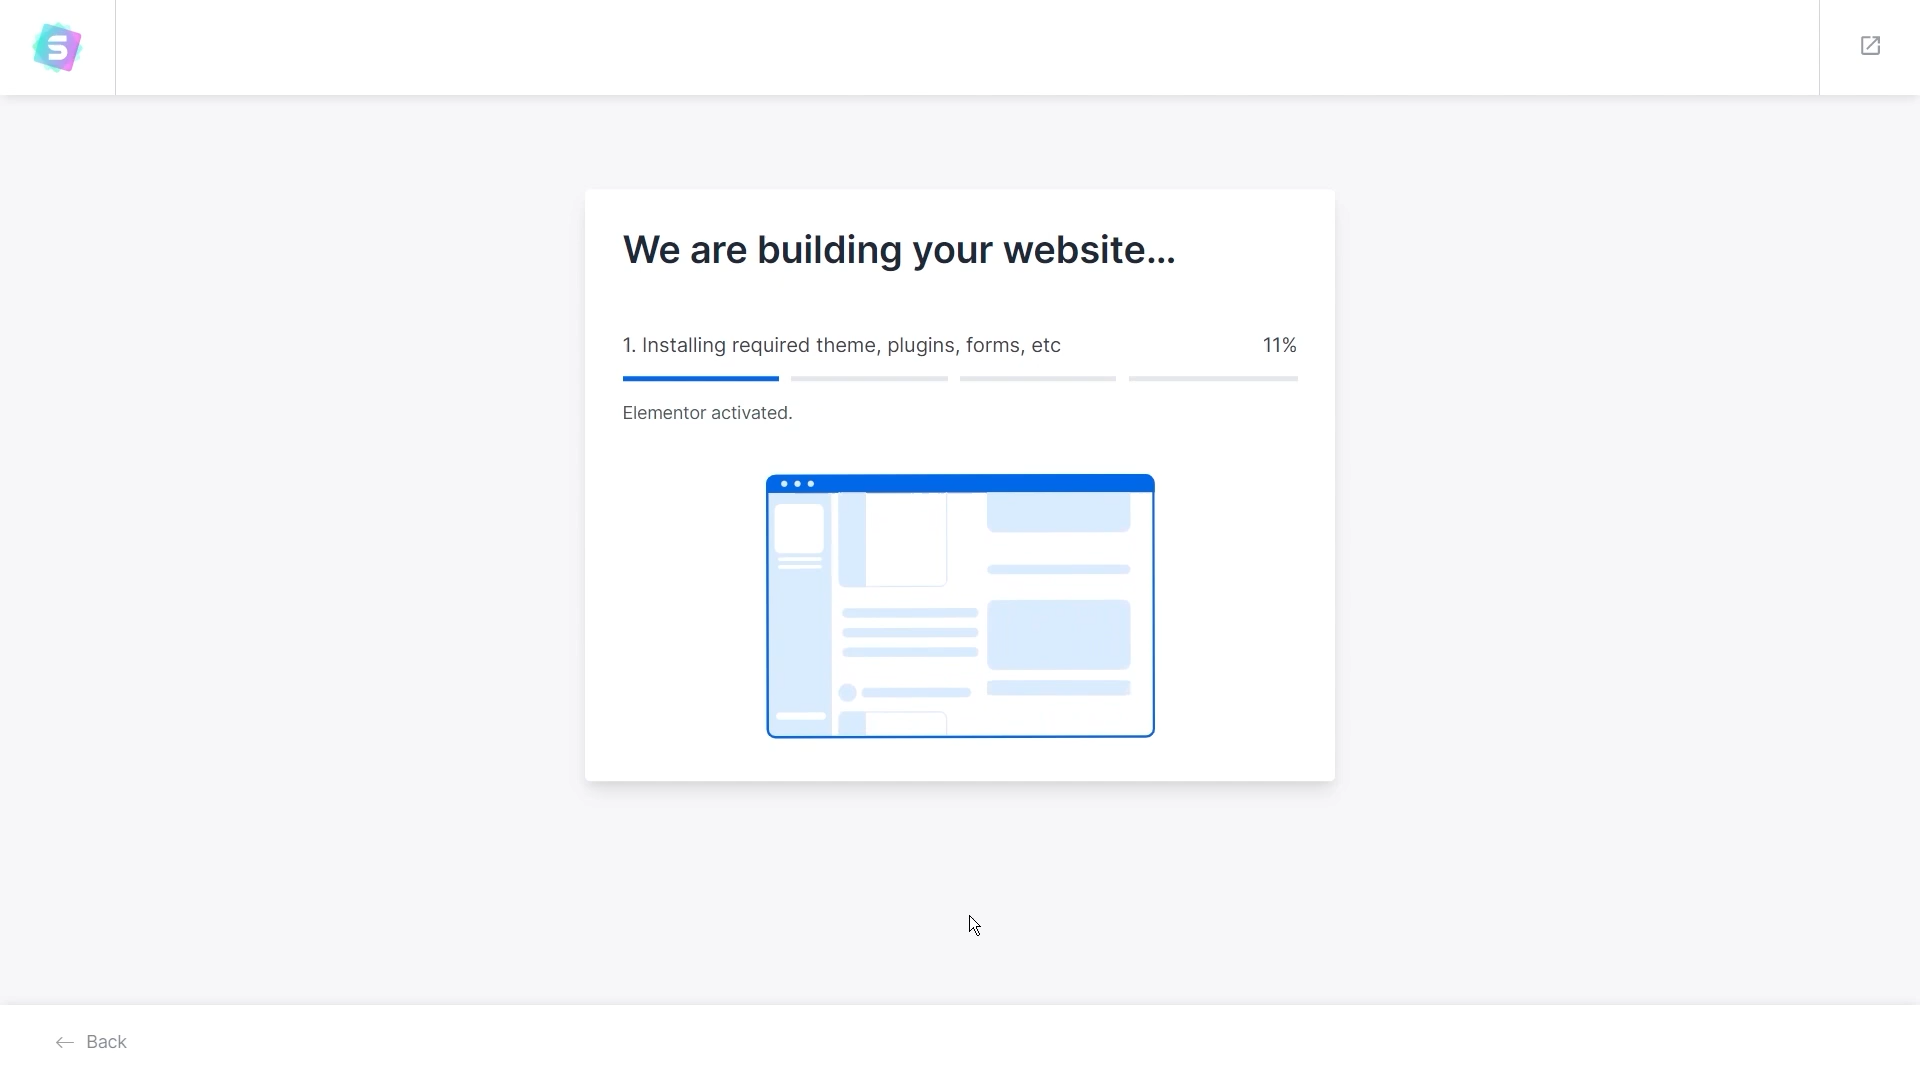 S
We are building your website...
1. Installing required theme, plugins, forms, etc 11%
Elementor activated.
Back